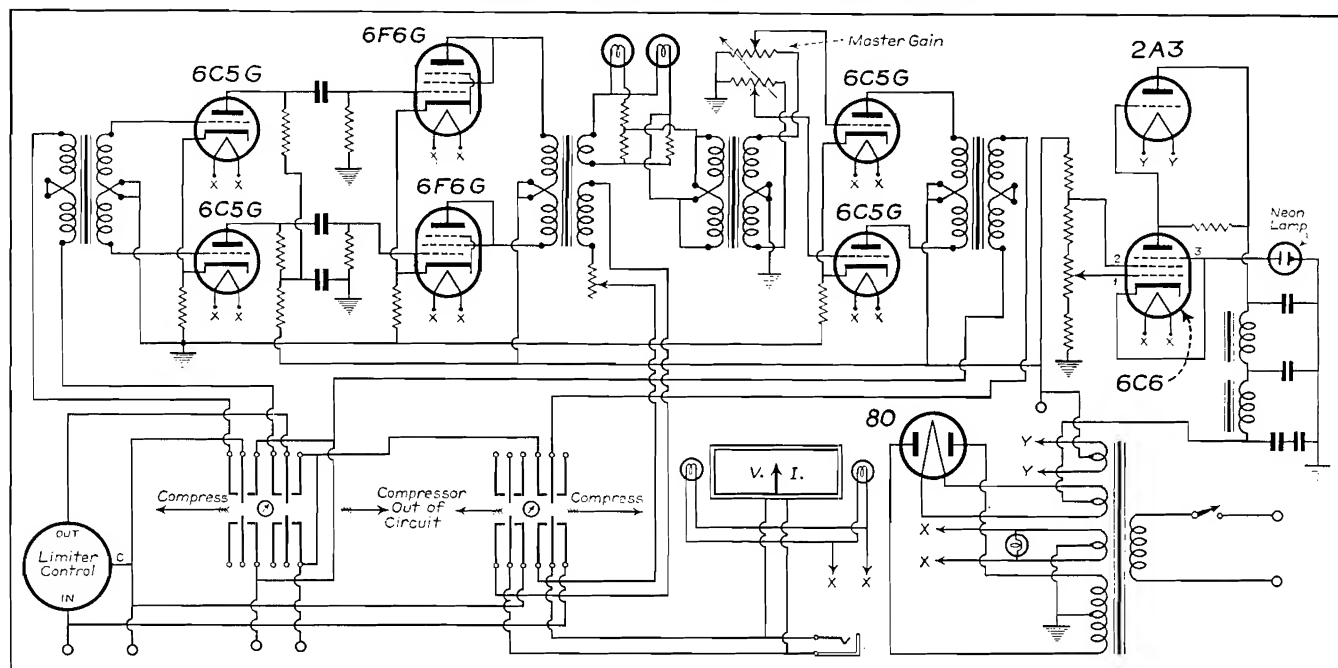 6F6G
Master Gain
2A3
6C5G
6C5G
6F6G
6C5G
6C5G
Neon
Lamp
X X
X X
X X
X X
X X
X X
Y Y
2
1
3
X X
6C6
80
Y
Y
X
X
V. I.
X X
Compress
Compressor
Out of
Circuit
Compress
OUT
Limiter
Control
IN
C